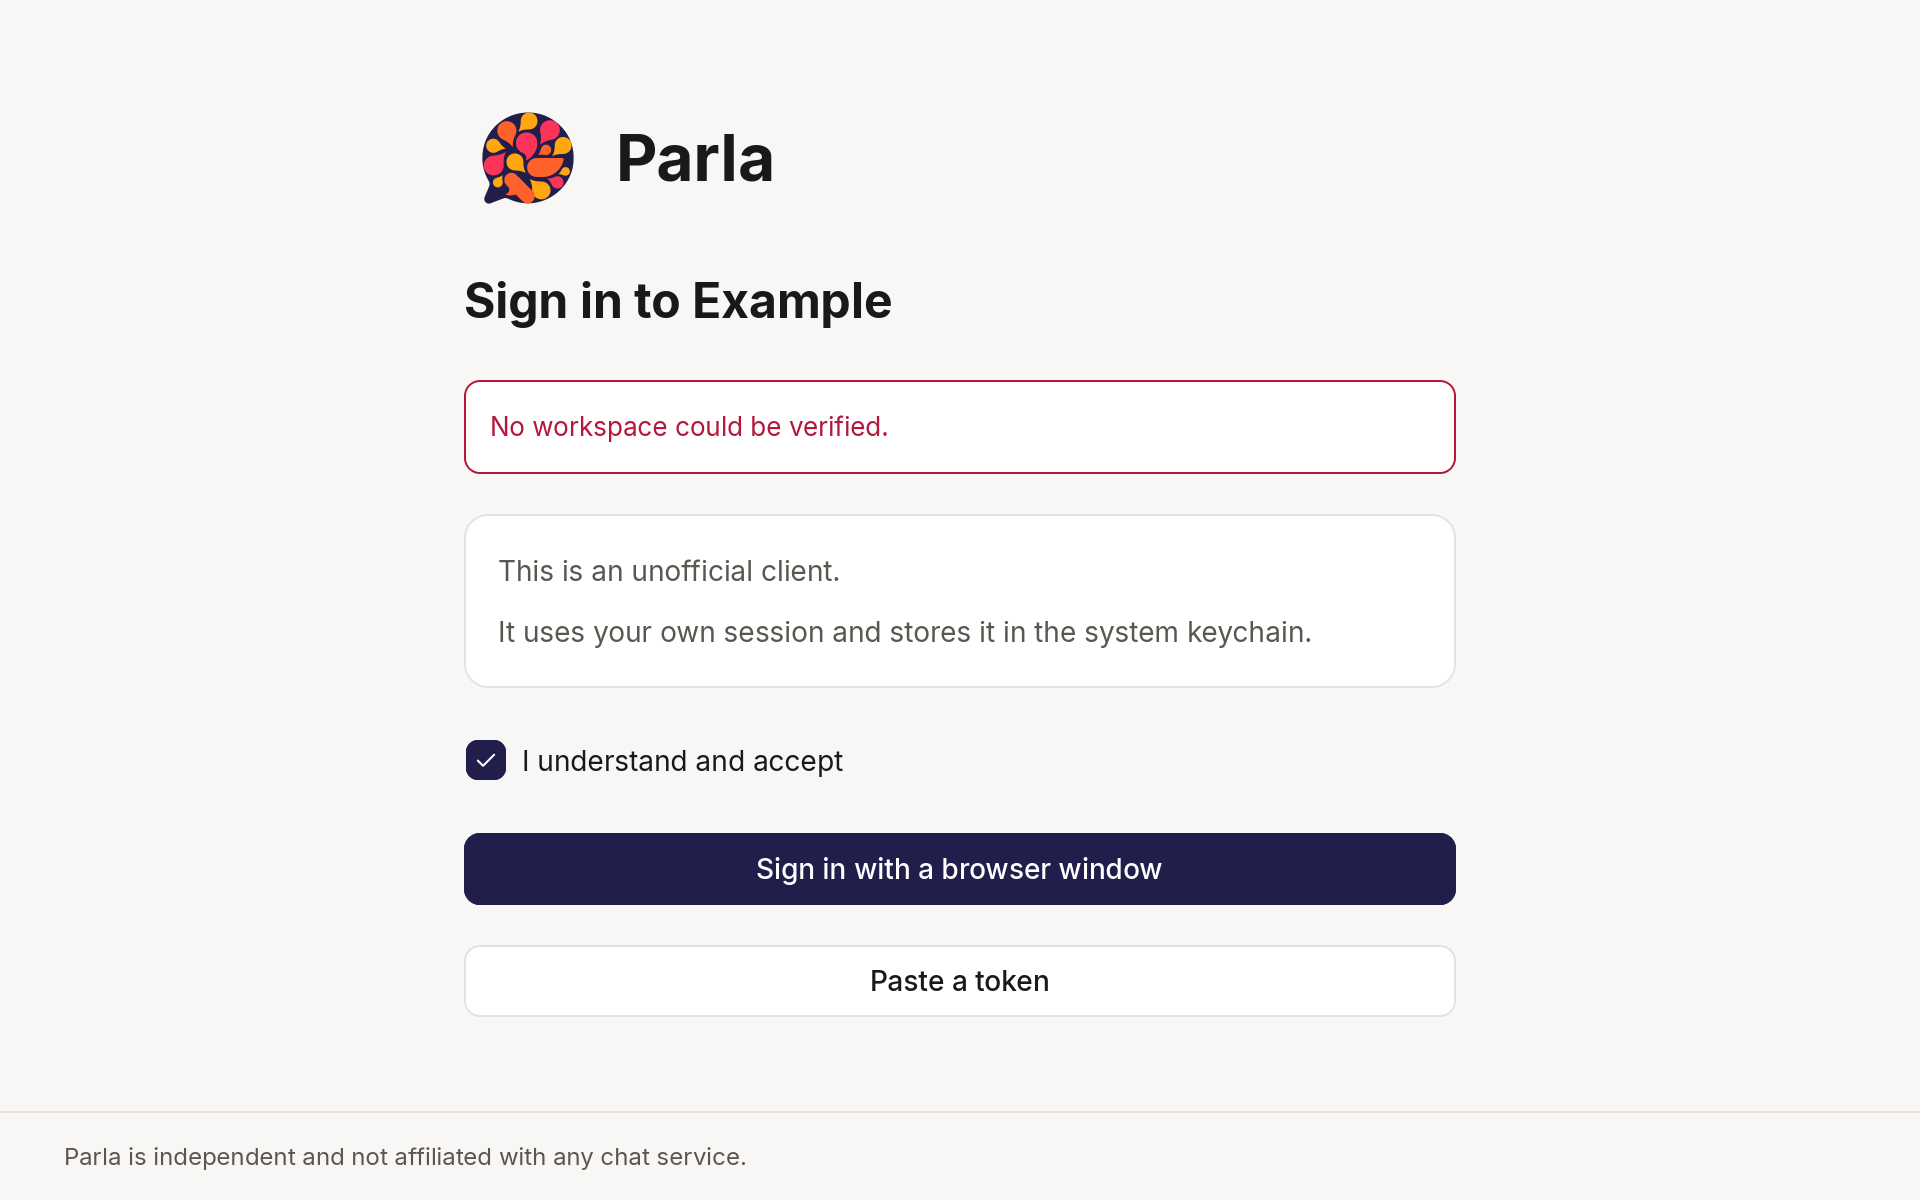 Parla
Sign in to Example
No workspace could be verified.
This is an unofficial client.
It uses your own session and stores it in the system keychain.
I understand and accept
Sign in with a browser window
Paste a token
Parla is independent and not affiliated with any chat service.